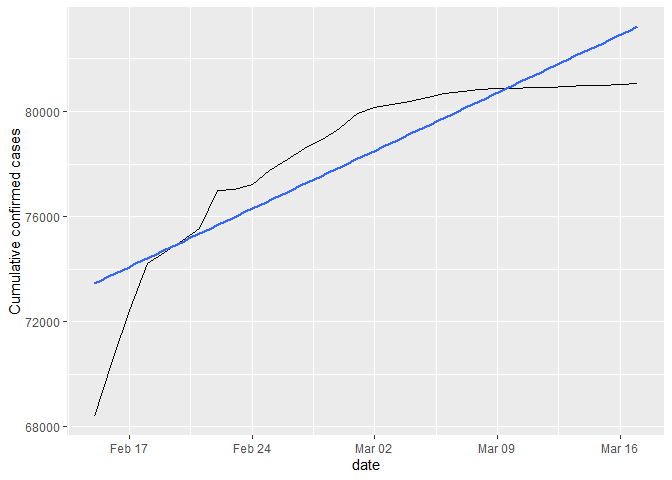 Cumulative confirmed cases
80000
76000
72000
68000
Feb 17 Feb 24 Mar 02 Mar 09 Mar 16
date